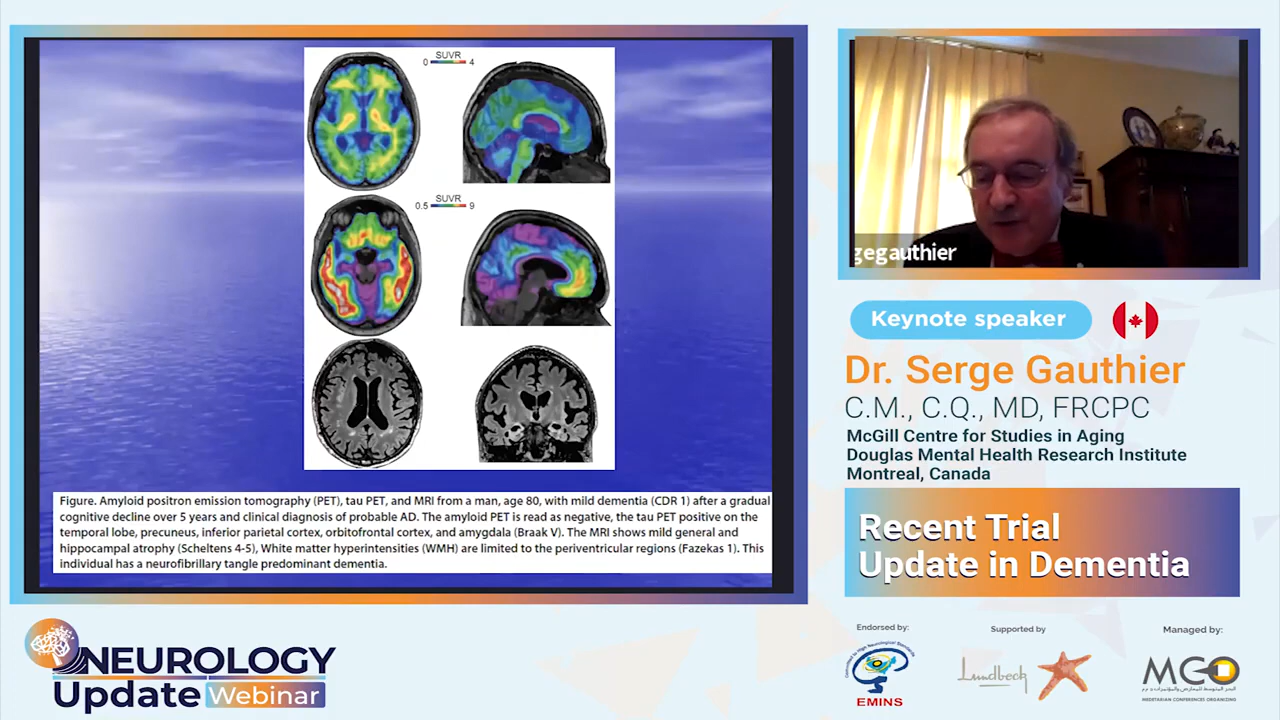 SUVR
0 4
SUVR
0.5 9
Figure. Amyloid positron emission tomography (PET), tau PET, and MRI from a man, age 80, with mild dementia (CDR 1) after a gradual
cognitive decline over 5 years and clinical diagnosis of probable AD. The amyloid PET is read as negative, the tau PET positive on the
temporal lobe, precuneus, inferior parietal cortex, orbitofrontal cortex, and amygdala (Braak V). The MRI shows mild general and
hippocampal atrophy (Scheltens 4-5), White matter hyperintensities (WMH) are limited to the periventricular regions (Fazekas 1). This
individual has a neurofibrillary tangle predominant dementia.
gegauthier
Keynote speaker
Dr. Serge Gauthier
C.M., C.Q., MD, FRCPC
McGill Centre for Studies in Aging
Douglas Mental Health Research Institute
Montreal, Canada
Recent Trial
Update in Dementia
NEUROLOGY
Update Webinar
Endorsed by:
EMINS
Supported by
Lundbeck
Managed by:
MCO
MEDITARIAN CONFERENCES ORGANIZING